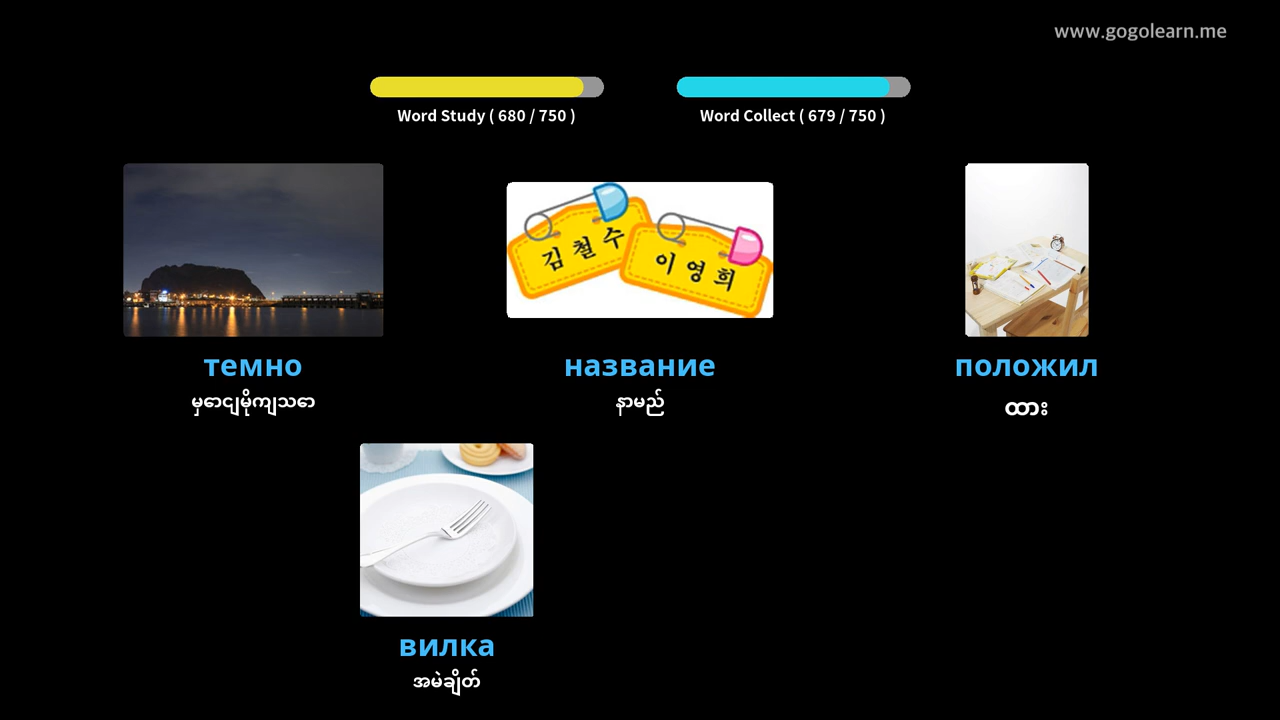 www.gogolearn.me
Word Study ( 680 / 750 )
Word Collect ( 679 / 750 )
김철수
이영희
темно
название
положил
မှောငျမိုကျသော
နာမည်
ထား
вилка
အမဲချိတ်